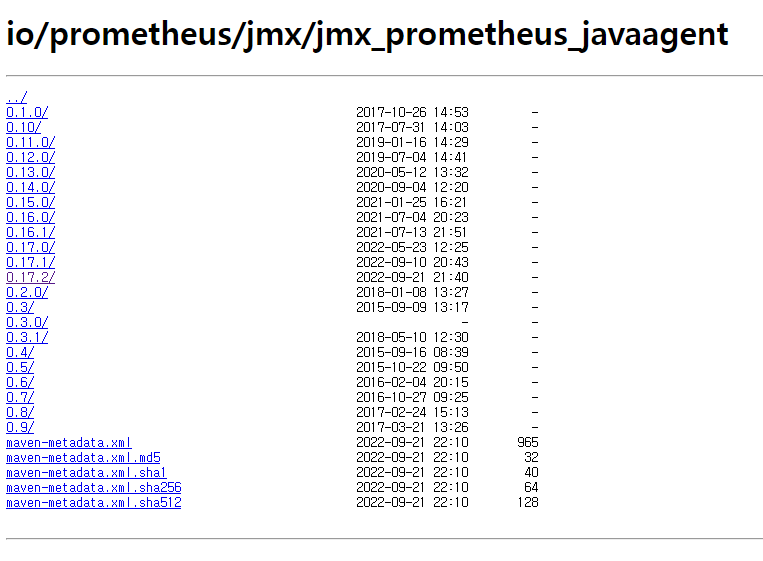 io/prometheus/jmx/jmx_prometheus_javaagent
../
0.1.0/ 2017-10-26 14:53 -
0.10/ 2017-07-31 14:03 -
0.11.0/ 2019-01-16 14:29 -
0.12.0/ 2019-07-04 14:41 -
0.13.0/ 2020-05-12 13:32 -
0.14.0/ 2020-09-04 12:20 -
0.15.0/ 2021-01-25 16:21 -
0.16.0/ 2021-07-04 20:23 -
0.16.1/ 2021-07-13 21:51 -
0.17.0/ 2022-05-23 12:25 -
0.17.1/ 2022-09-10 20:43 -
0.17.2/ 2022-09-21 21:40 -
0.2.0/ 2018-01-08 13:27 -
0.3/ 2015-09-09 13:17 -
0.3.0/ - -
0.3.1/ 2018-05-10 12:30 -
0.4/ 2015-09-16 08:39 -
0.5/ 2015-10-22 09:50 -
0.6/ 2016-02-04 20:15 -
0.7/ 2016-10-27 09:25 -
0.8/ 2017-02-24 15:13 -
0.9/ 2017-03-21 13:26 -
maven-metadata.xml 2022-09-21 22:10 965
maven-metadata.xml.md5 2022-09-21 22:10 32
maven-metadata.xml.sha1 2022-09-21 22:10 40
maven-metadata.xml.sha256 2022-09-21 22:10 64
maven-metadata.xml.sha512 2022-09-21 22:10 128